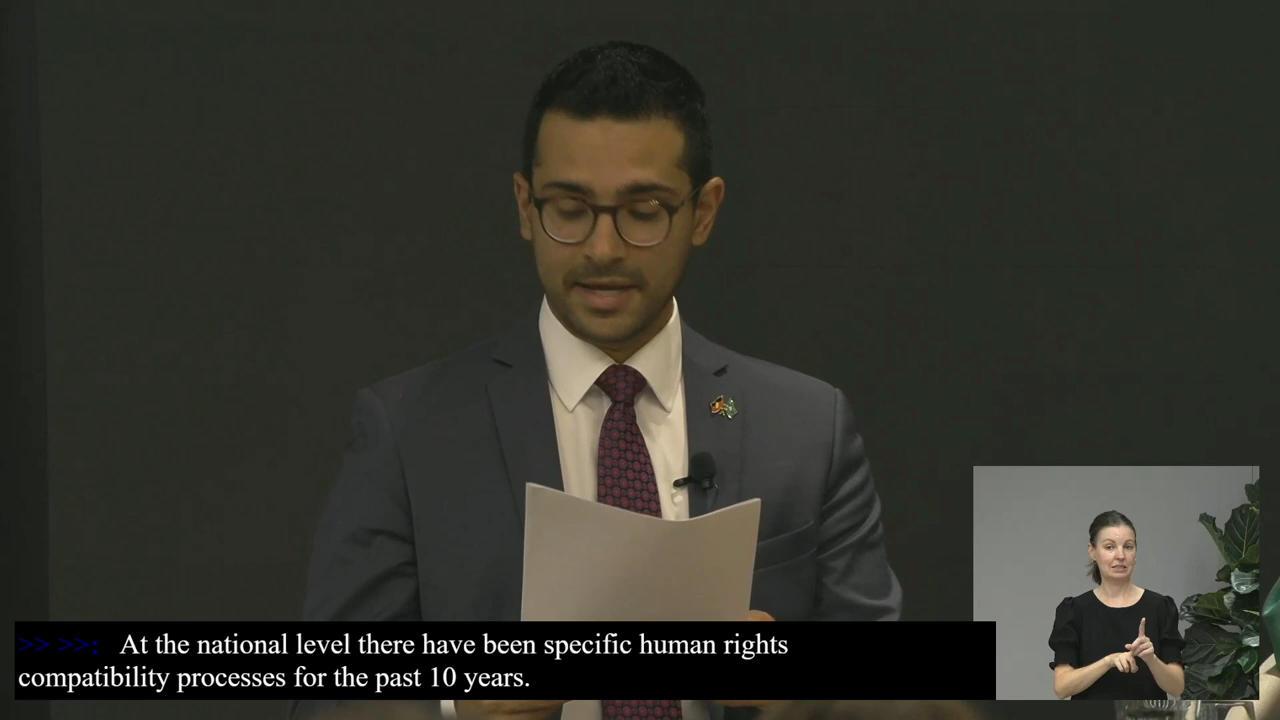 >> >>: At the national level there have been specific human rights
compatibility processes for the past 10 years.